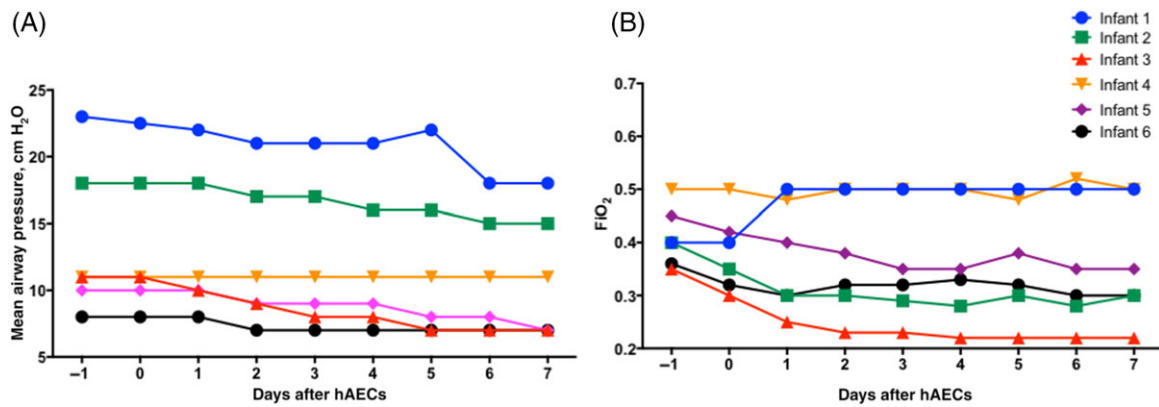 (A)
Mean airway pressure, cm H₂O
25
20
15
10
5
–1 0 1 2 3 4 5 6 7
Days after hAECs
(B)
Infant 1
Infant 2
Infant 3
Infant 4
Infant 5
Infant 6
FiO₂
0.7
0.6
0.5
0.4
0.3
0.2
–1 0 1 2 3 4 5 6 7
Days after hAECs